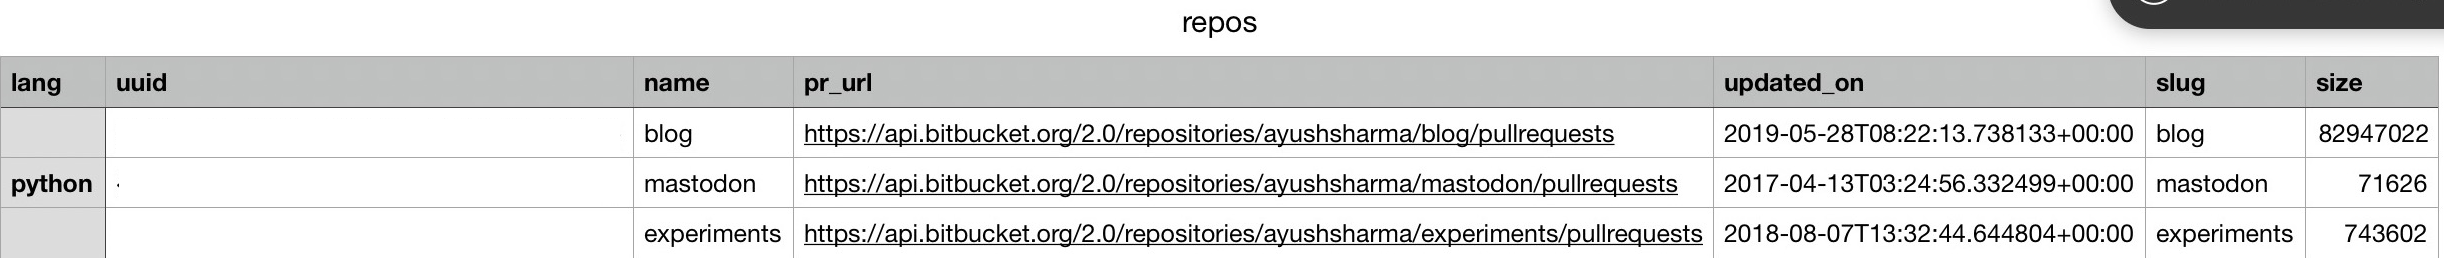 repos
lang uuid name pr_url updated_on slug size
blog https://api.bitbucket.org/2.0/repositories/ayushsharma/blog/pullrequests 2019-05-28T08:22:13.738133+00:00 blog 82947022
python mastodon https://api.bitbucket.org/2.0/repositories/ayushsharma/mastodon/pullrequests 2017-04-13T03:24:56.332499+00:00 mastodon 71626
experiments https://api.bitbucket.org/2.0/repositories/ayushsharma/experiments/pullrequests 2018-08-07T13:32:44.644804+00:00 experiments 743602